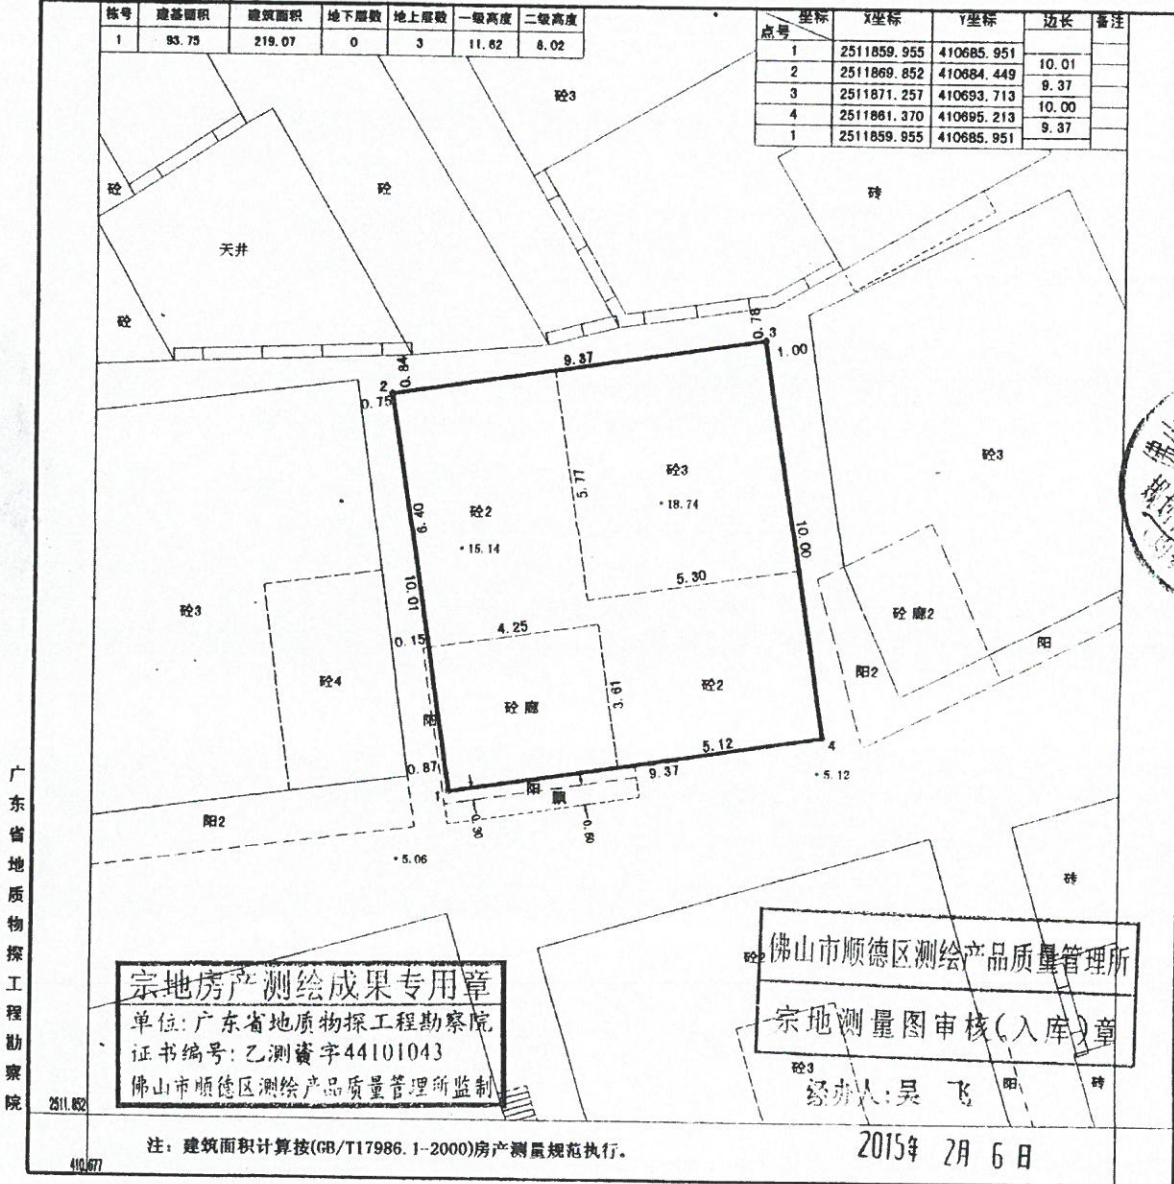 栋号 建基面积 建筑面积 地下层数 地上层数 一级高度 二级高度
1 93.75 219.07 0 3 11.62 8.02
点号 坐标 X坐标 Y坐标 边长 备注
1 2511859.955 410685.951
10.01
2 2511869.852 410684.449
9.37
3 2511871.257 410693.713
10.00
4 2511861.370 410695.213
9.37
1 2511859.955 410685.951
砼3
砼
砼
砖
天井
砼
0.78
3
9.37
1.00
0.84
2
0.75
砼3
砼3
5.77
18.74
6.40
砼2
15.14
10.00
10.01
5.30
砼3
砼廊2
0.15
4.25
阳
阳2
砼4
砼廊
3.61
砼2
阳
5.12
4
0.87
1
9.37
5.12
阳
阳2
5.06
砖
广东省地质物探工程勘察院
宗地房产测绘成果专用章
单位:广东省地质物探工程勘察院
证书编号:乙测资字44101043
佛山市顺德区测绘产品质量管理所监制
砼2
佛山市顺德区测绘产品质量管理所
宗地测量图审核(入库)章
砼3
阳
砖
经办人:吴 飞
2511.852
注: 建筑面积计算按(GB/T17986.1-2000)房产测量规范执行。
2015年 2月 6日
410.677